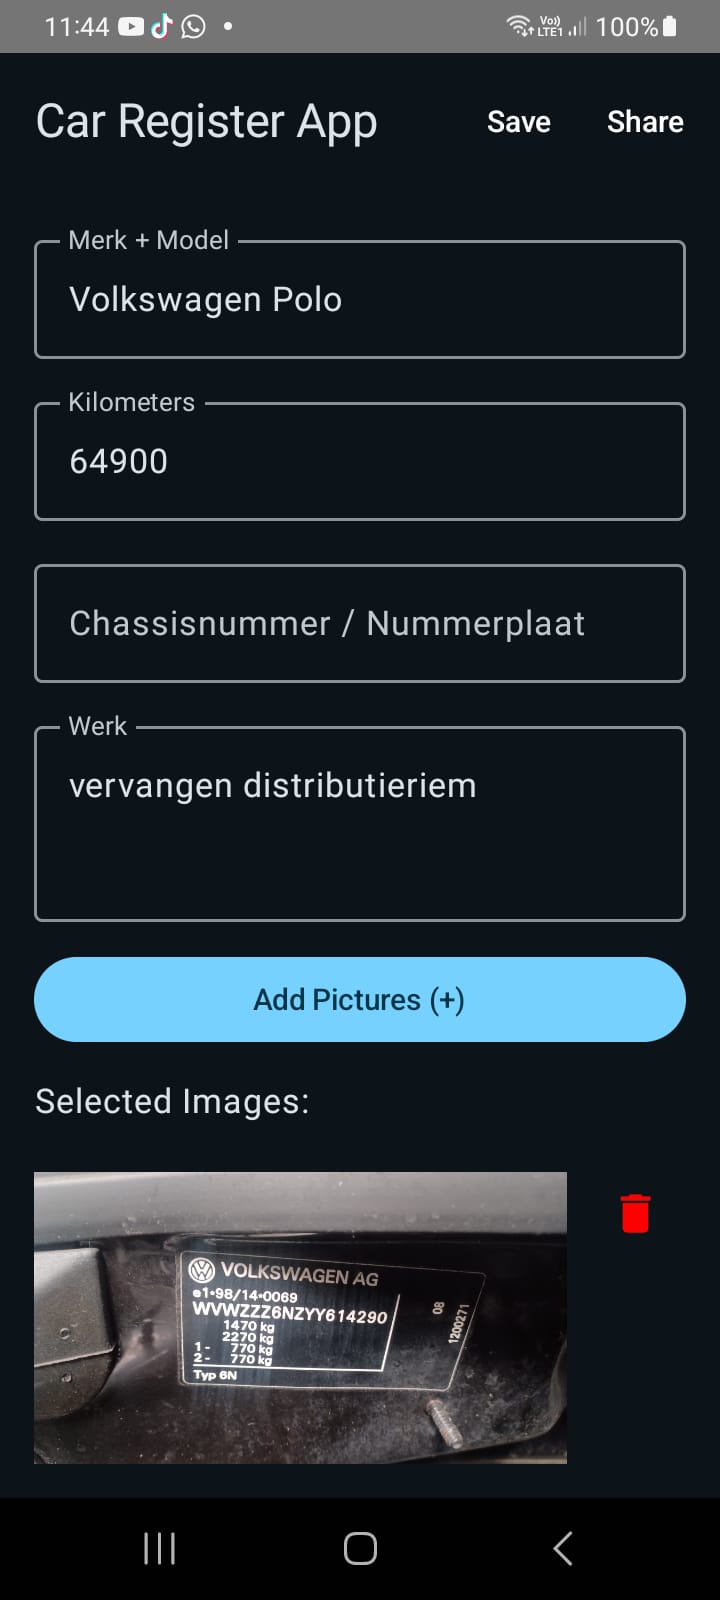 11:44 Vo)) LTE1 100%
Car Register App Save Share
Merk + Model
Volkswagen Polo
Kilometers
64900
Chassisnummer / Nummerplaat
Werk
vervangen distributieriem
Add Pictures (+)
Selected Images:
VOLKSWAGEN AG
e1*98/14*0069
WVWZZZ6NZYY614290
1470 kg
2270 kg
1- 770 kg
2- 770 kg
Typ 6N
08
1200271